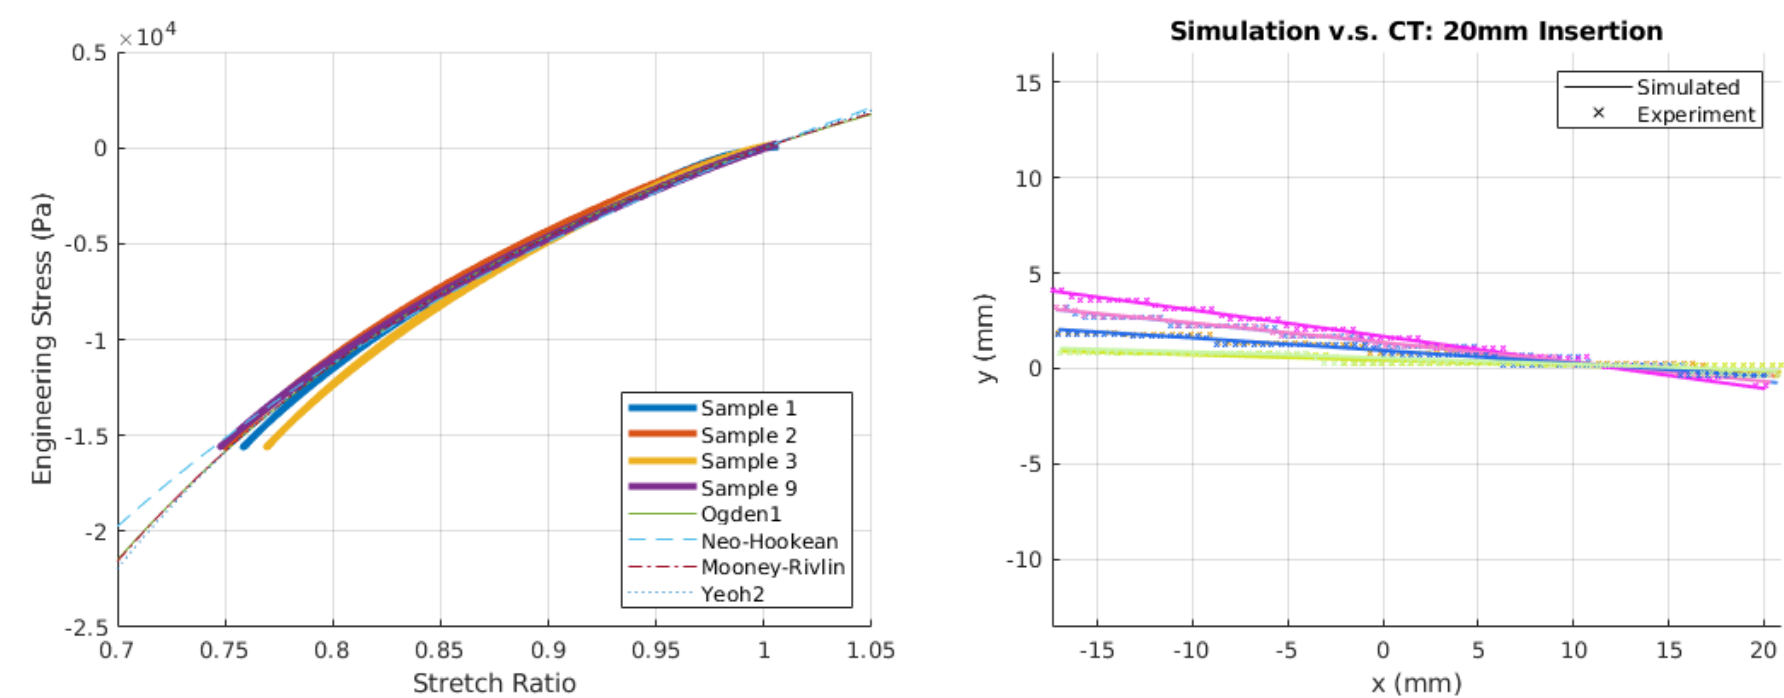 ×10⁴
0.5
0
-0.5
-1
-1.5
-2
-2.5
Engineering Stress (Pa)
Sample 1
Sample 2
Sample 3
Sample 9
Ogden1
Neo-Hookean
Mooney-Rivlin
Yeoh2
0.7 0.75 0.8 0.85 0.9 0.95 1 1.05
Stretch Ratio
Simulation v.s. CT: 20mm Insertion
15
10
5
0
-5
-10
y (mm)
Simulated
Experiment
-15 -10 -5 0 5 10 15 20
x (mm)